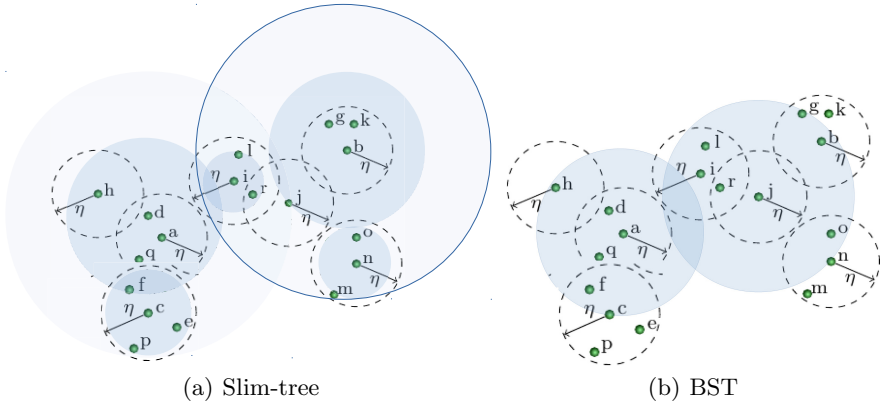 g k g k
l b l b
η η
h η i h η i
r j r j
η η η η
d d
a a
q η q η
o o
n n
f η f η
m m
η c η c
e e
p p
(a) Slim-tree (b) BST